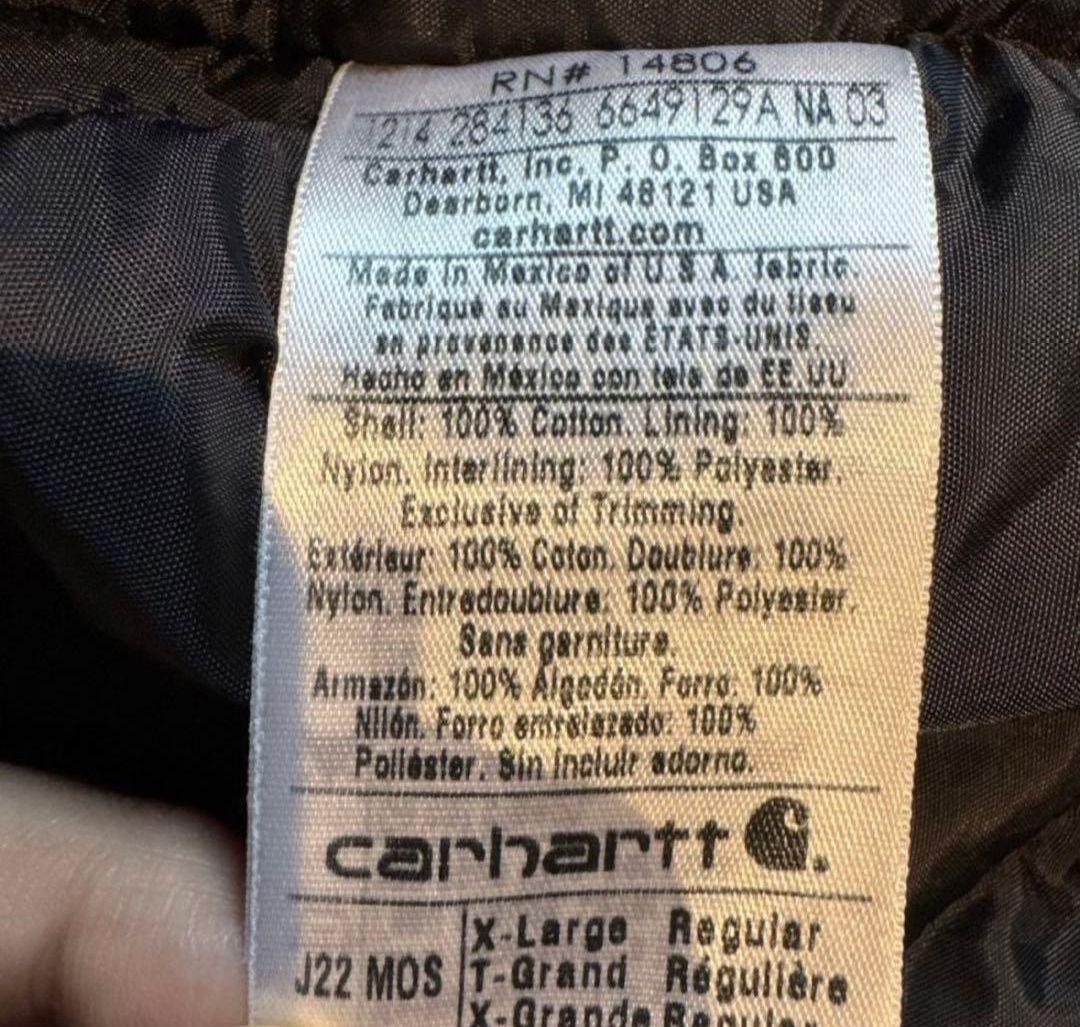 RN# 14806
1214 284136 6649129A NA 03
Carhartt, Inc. P. O. Box 600
Dearborn, MI 48121 USA
carhartt.com
Made in Mexico of U S A fabric.
Fabriqué au Mexique avec du tissu
en provenance des ÉTATS-UNIS.
Hecho en México con tela de EE UU
Shell: 100% Cotton. Lining: 100%
Nylon. Interlining: 100% Polyester.
Exclusive of Trimming.
Extérieur: 100% Coton. Doublure: 100%
Nylon. Entredoublure: 100% Polyester.
Sans garniture.
Armazón: 100% Algodón. Forro: 100%
Nilón. Forro entrelazado: 100%
Poliéster. Sin incluir adorno.
carhartt
J22 MOS
X-Large Regular
T-Grand Régulière
X-Grande Regular